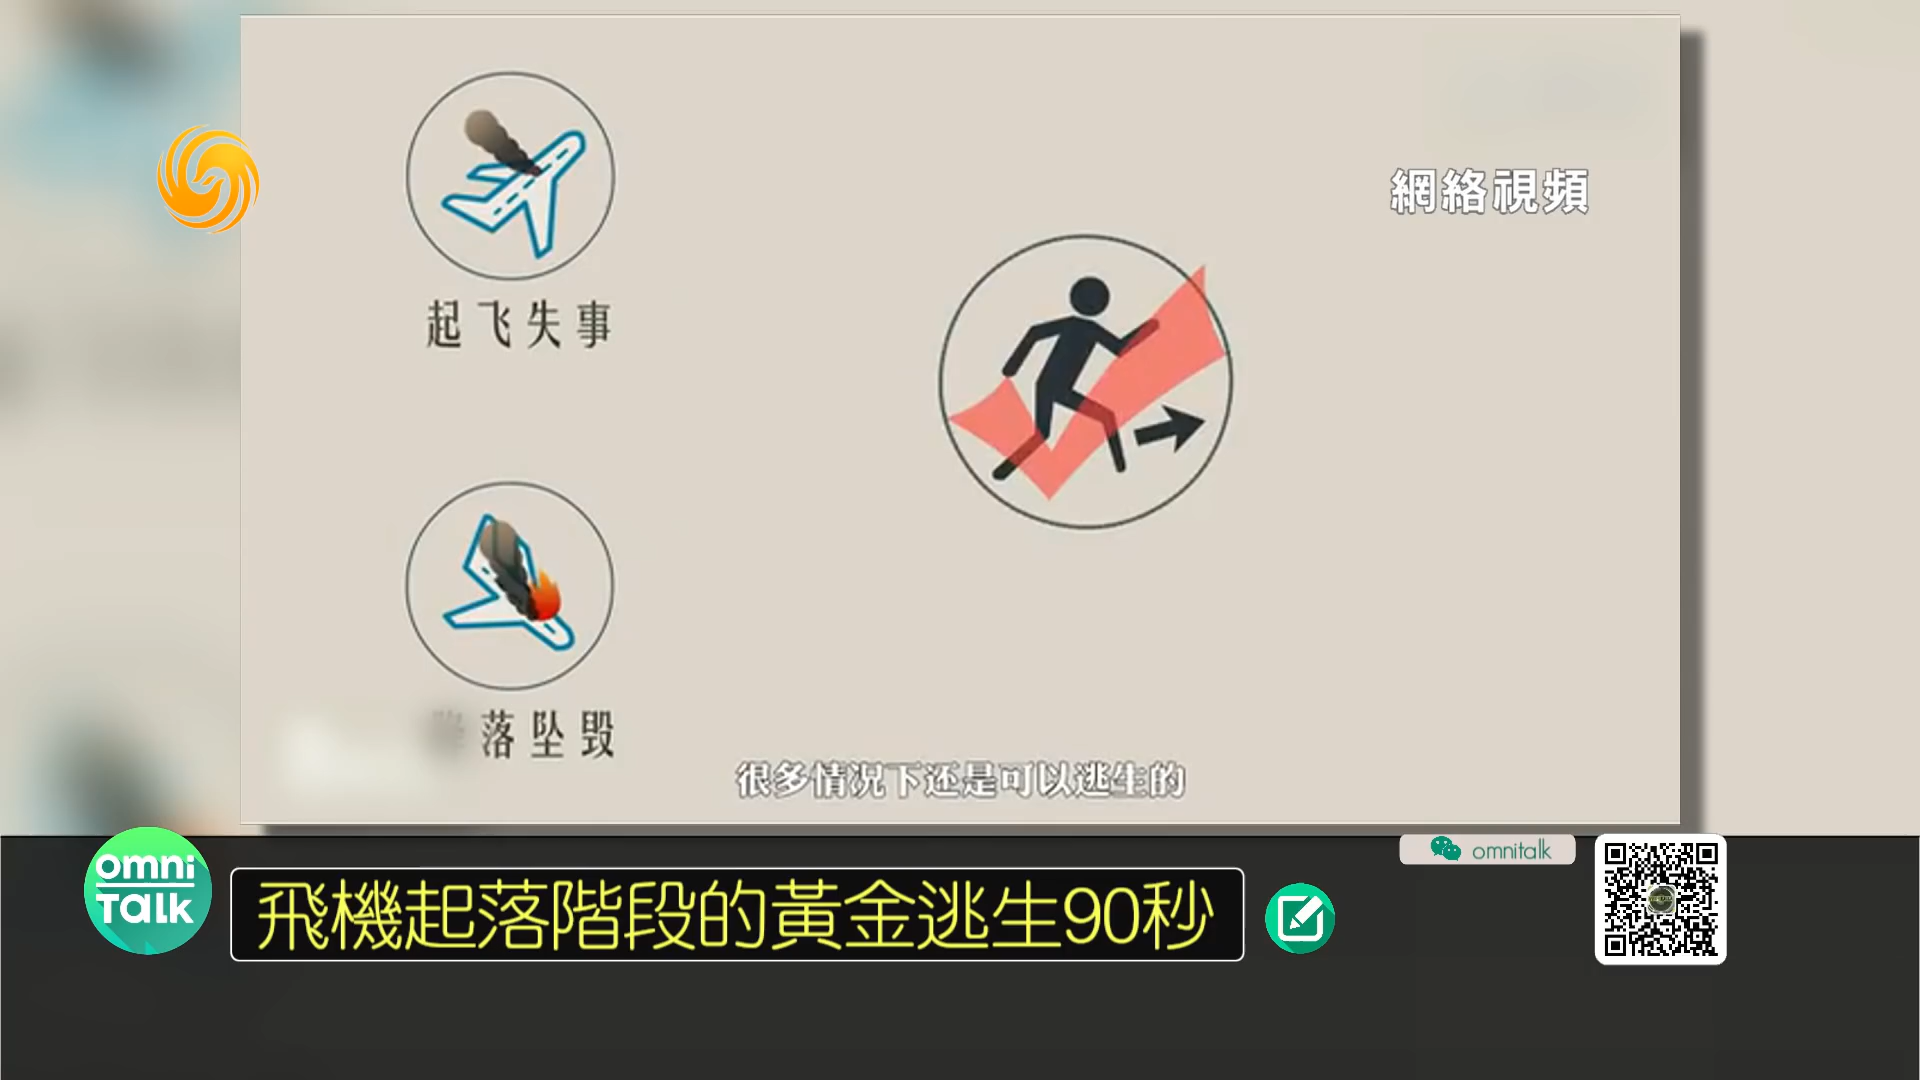 網絡視頻
起飞失事
落坠毁
很多情况下还是可以逃生的
omnitalk
omni
Talk
飛機起落階段的黃金逃生90秒